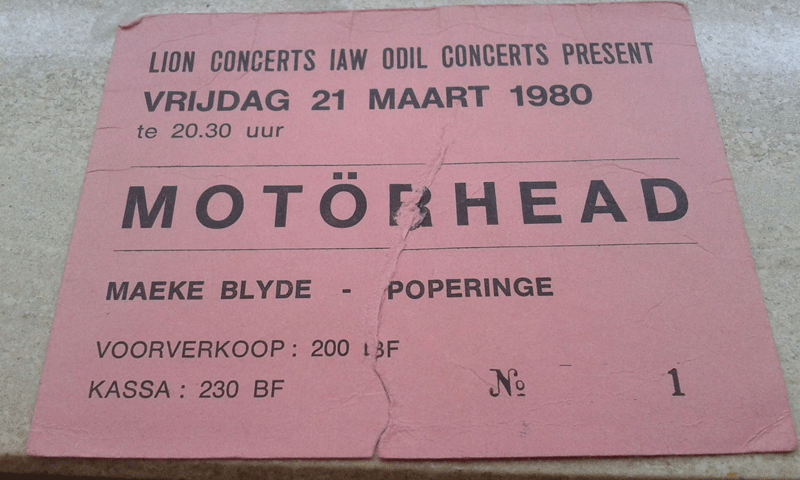 LION CONCERTS IAW ODIL CONCERTS PRESENT
VRIJDAG 21 MAART 1980
te 20.30 uur
MOTÖRHEAD
MAEKE BLYDE - POPERINGE
VOORVERKOOP : 200 BF
KASSA : 230 BF
№ 1